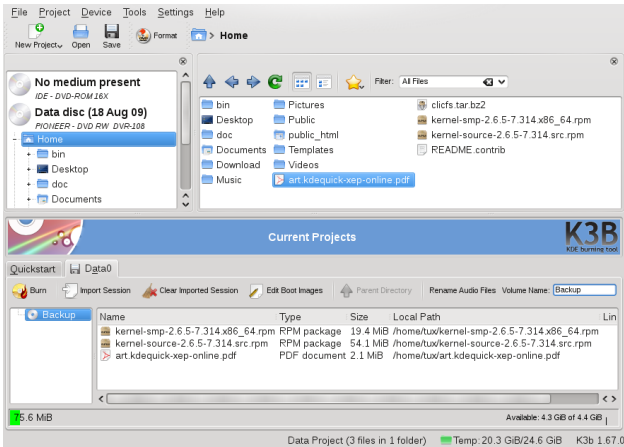 File Project Device Tools Settings Help
New Project Open Save Format Home
No medium present
IDE - DVD-ROM 16X
Data disc (18 Aug 09)
PIONEER - DVD RW DVR-108
Home
bin
Desktop
doc
Documents
Filter: All Files
bin Pictures clicfs.tar.bz2
Desktop Public kernel-smp-2.6.5-7.314.x86_64.rpm
doc public_html kernel-source-2.6.5-7.314.src.rpm
Documents Templates README.contrib
Download Videos
Music art.kdequick-xep-online.pdf
Current Projects
K3B
KDE burning tool
Quickstart Data0
Burn Import Session Clear Imported Session Edit Boot Images Parent Directory Rename Audio Files Volume Name: Backup
Backup
Name Type Size Local Path Lin
kernel-smp-2.6.5-7.314.x86_64.rpm RPM package 19.4 MiB /home/tux/kernel-smp-2.6.5-7.314.x86_64.rpm
kernel-source-2.6.5-7.314.src.rpm RPM package 54.1 MiB /home/tux/kernel-source-2.6.5-7.314.src.rpm
art.kdequick-xep-online.pdf PDF document 2.1 MiB /home/tux/art.kdequick-xep-online.pdf
75.6 MiB Available: 4.3 GiB of 4.4 GiB
Data Project (3 files in 1 folder) Temp: 20.3 GiB/24.6 GiB K3b 1.67.0